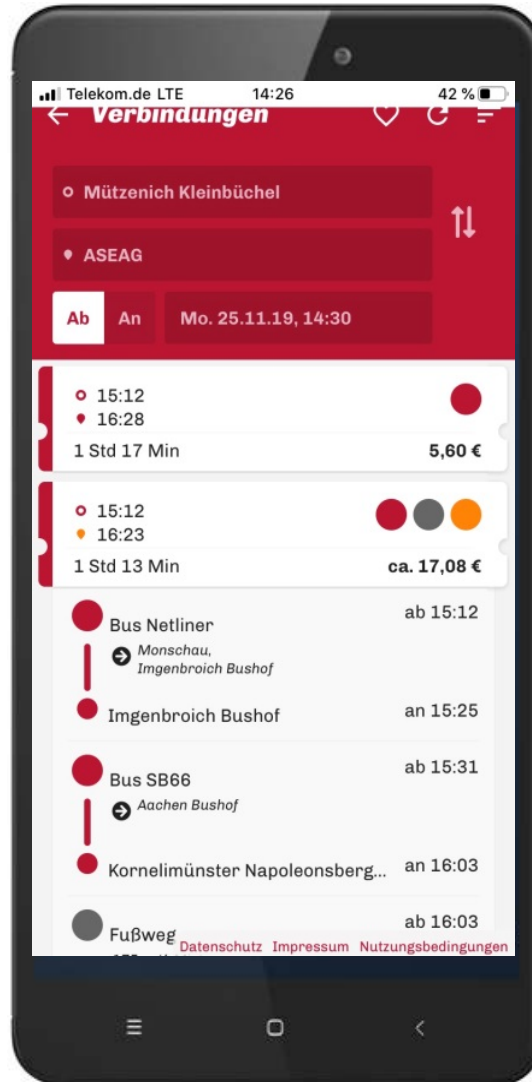 Telekom.de LTE 14:26 42 %
Verbindungen
Mützenich Kleinbüchel
ASEAG
Ab An Mo. 25.11.19, 14:30
15:12
16:28
1 Std 17 Min 5,60 €
15:12
16:23
1 Std 13 Min ca. 17,08 €
Bus Netliner ab 15:12
Monschau,
Imgenbroich Bushof
Imgenbroich Bushof an 15:25
Bus SB66 ab 15:31
Aachen Bushof
Kornelimünster Napoleonsberg... an 16:03
Fußweg ab 16:03
Datenschutz Impressum Nutzungsbedingungen